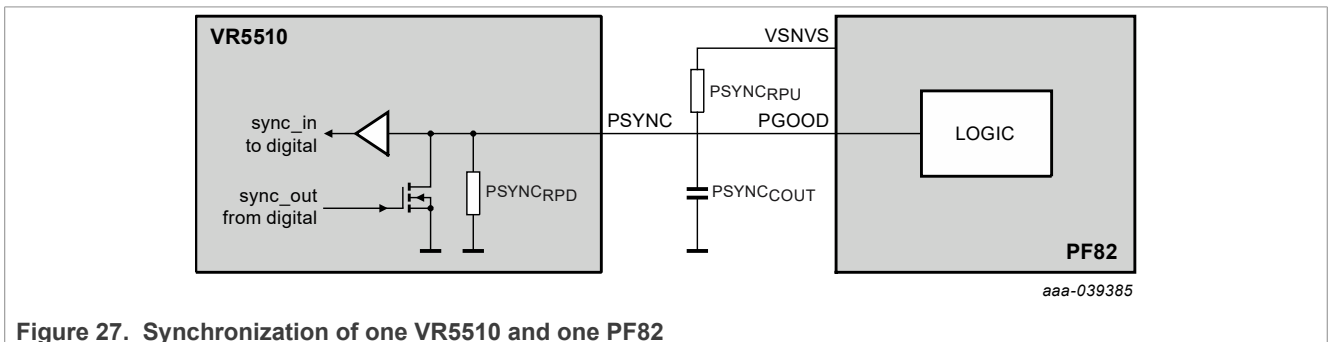 VR5510
VSNVS
PSYNCRPU
sync_in
to digital
PSYNC
PGOOD
LOGIC
sync_out
from digital
PSYNCRPD
PSYNCCOUT
PF82
aaa-039385
Figure 27. Synchronization of one VR5510 and one PF82